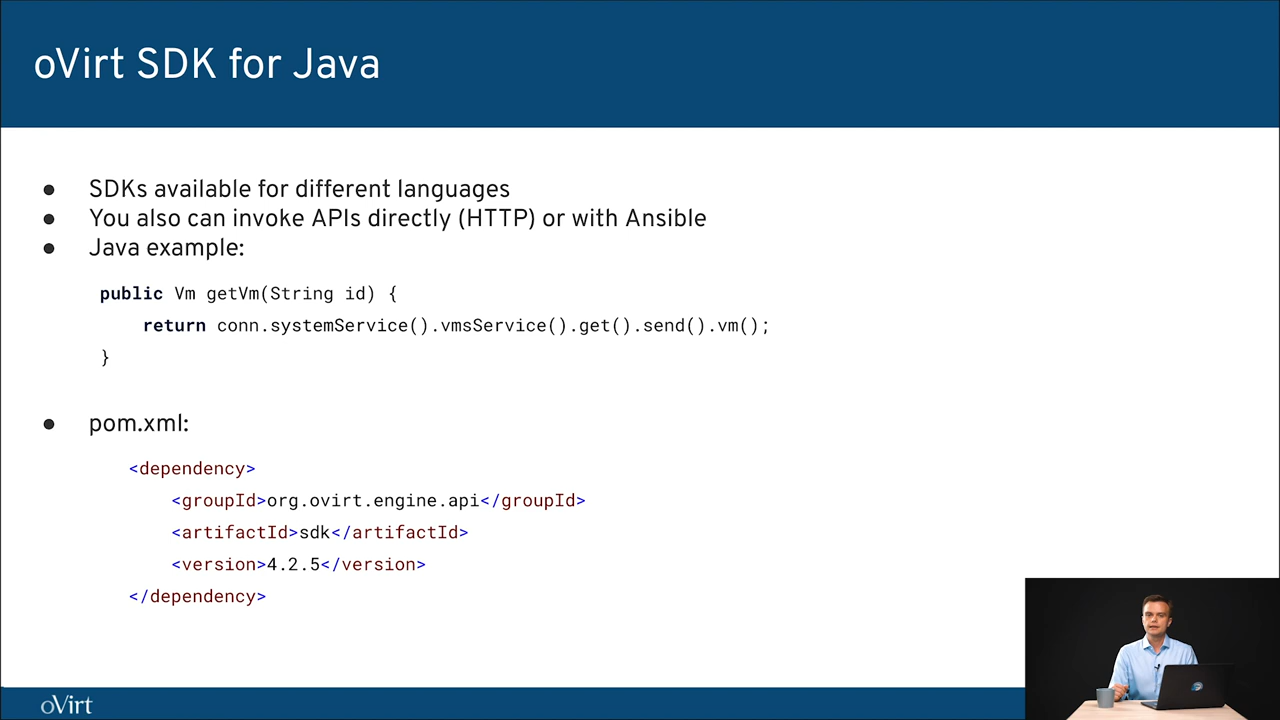 oVirt SDK for Java
● SDKs available for different languages
● You also can invoke APIs directly (HTTP) or with Ansible
● Java example:
public Vm getVm(String id) {
    return conn.systemService().vmsService().get().send().vm();
}
● pom.xml:
<dependency>
    <groupId>org.ovirt.engine.api</groupId>
    <artifactId>sdk</artifactId>
    <version>4.2.5</version>
</dependency>
oVirt